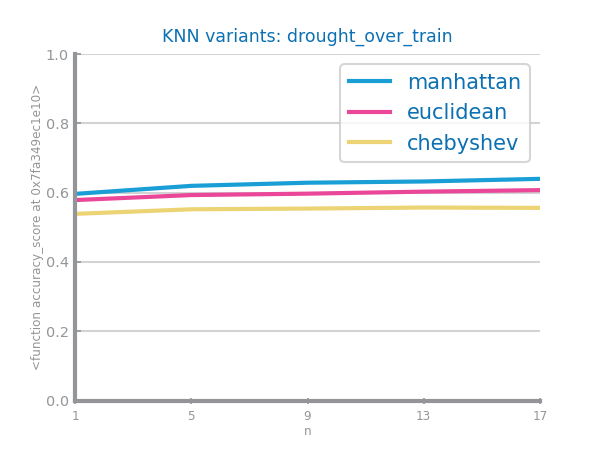 KNN variants: drought_over_train
<function accuracy_score at 0x7fa349ec1e10>
1.0
0.8
0.6
0.4
0.2
0.0
manhattan
euclidean
chebyshev
1 5 9 13 17
n